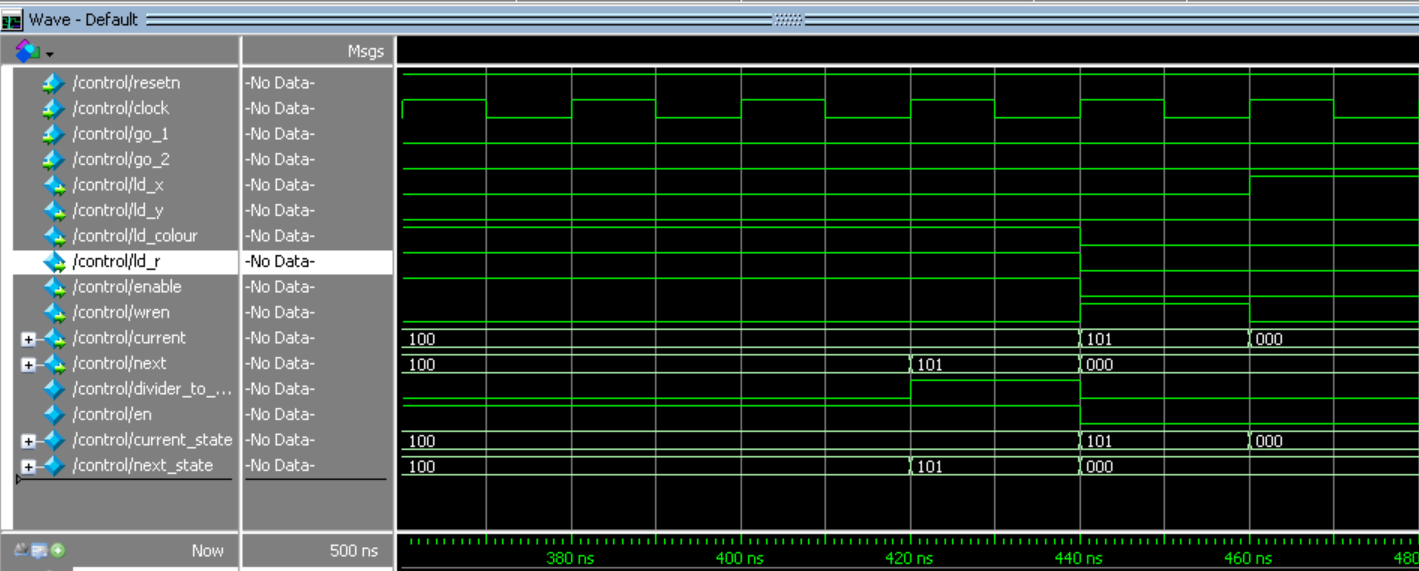 Wave - Default
Msgs
/control/resetn -No Data-
/control/clock -No Data-
/control/go_1 -No Data-
/control/go_2 -No Data-
/control/ld_x -No Data-
/control/ld_y -No Data-
/control/ld_colour -No Data-
/control/ld_r -No Data-
/control/enable -No Data-
/control/wren -No Data-
/control/current -No Data- 100 101 000
/control/next -No Data- 100 101 000
/control/divider_to_... -No Data-
/control/en -No Data-
/control/current_state -No Data- 100 101 000
/control/next_state -No Data- 100 101 000
Now 500 ns 380 ns 400 ns 420 ns 440 ns 460 ns 480